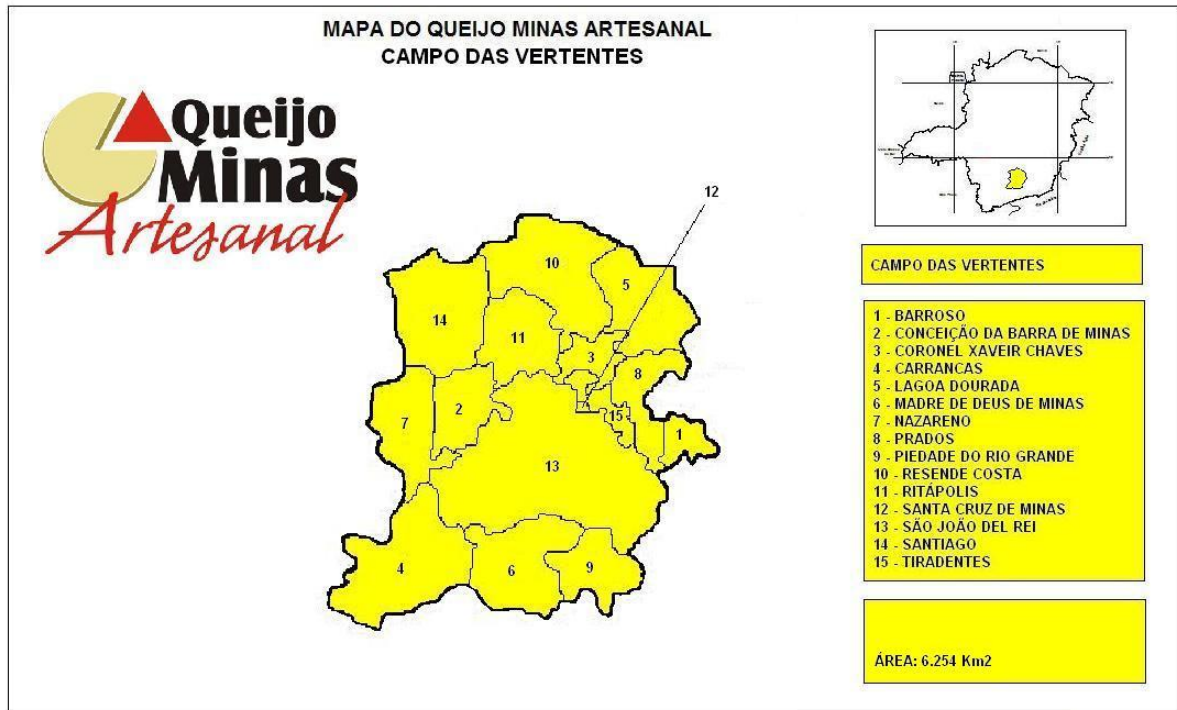 MAPA DO QUEIJO MINAS ARTESANAL
CAMPO DAS VERTENTES
Queijo
Minas
Artesanal
12
10
5
14
11
3
8
7
2
15
1
13
4
6
9
CAMPO DAS VERTENTES
1 - BARROSO
2 - CONCEIÇÃO DA BARRA DE MINAS
3 - CORONEL XAVEIR CHAVES
4 - CARRANCAS
5 - LAGOA DOURADA
6 - MADRE DE DEUS DE MINAS
7 - NAZARENO
8 - PRADOS
9 - PIEDADE DO RIO GRANDE
10 - RESENDE COSTA
11 - RITÁPOLIS
12 - SANTA CRUZ DE MINAS
13 - SÃO JOÃO DEL REI
14 - SANTIAGO
15 - TIRADENTES
ÁREA: 6.254 Km2